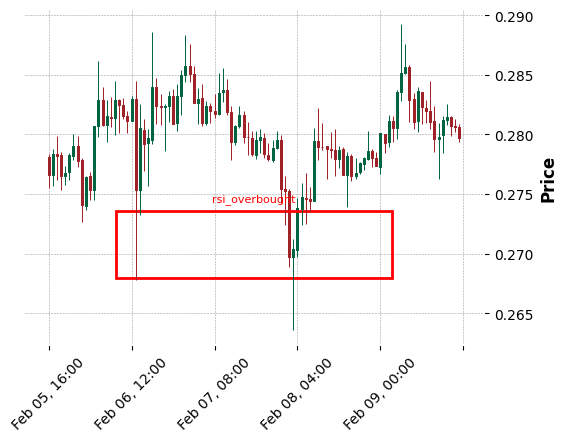 0.290
0.285
0.280
0.275
0.270
0.265
Price
rsi_overbought
Feb 05, 16:00
Feb 06, 12:00
Feb 07, 08:00
Feb 08, 04:00
Feb 09, 00:00